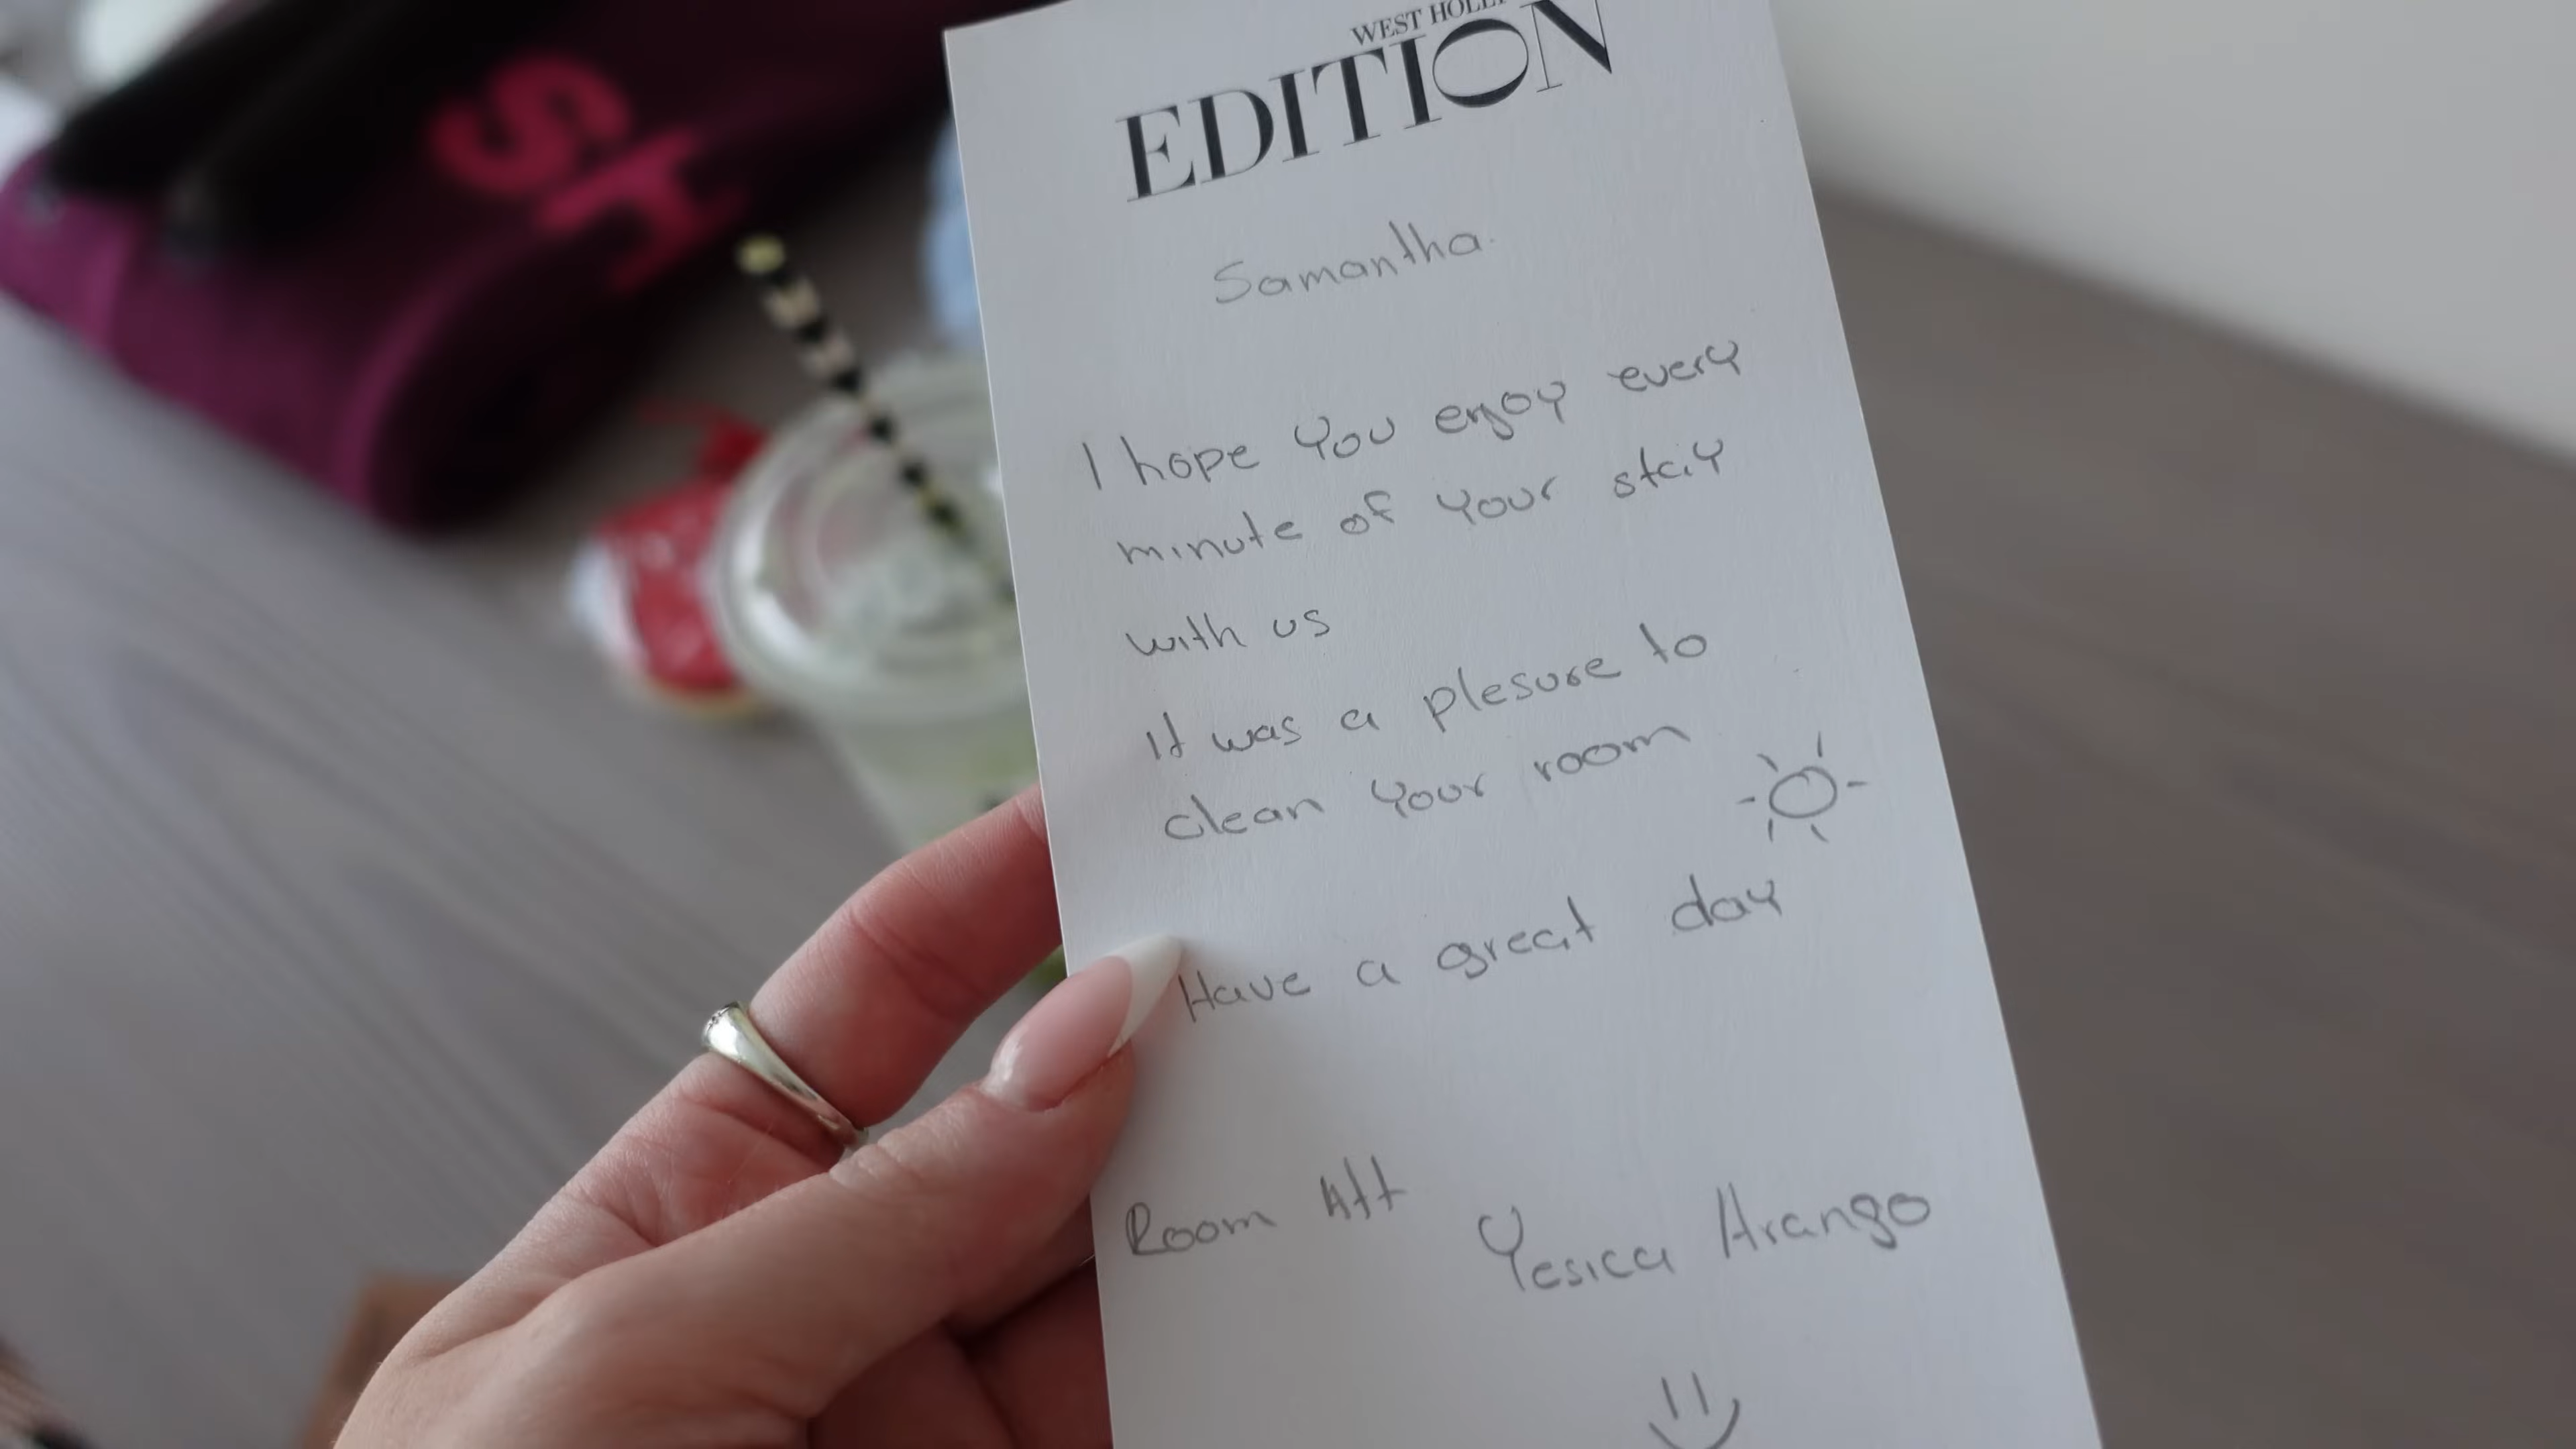 WEST HOLL
EDITION
Samantha.
I hope you enjoy every
minute of your stay
with us
It was a plesure to
clean your room
Have a great day
Room Att Yesica Arango